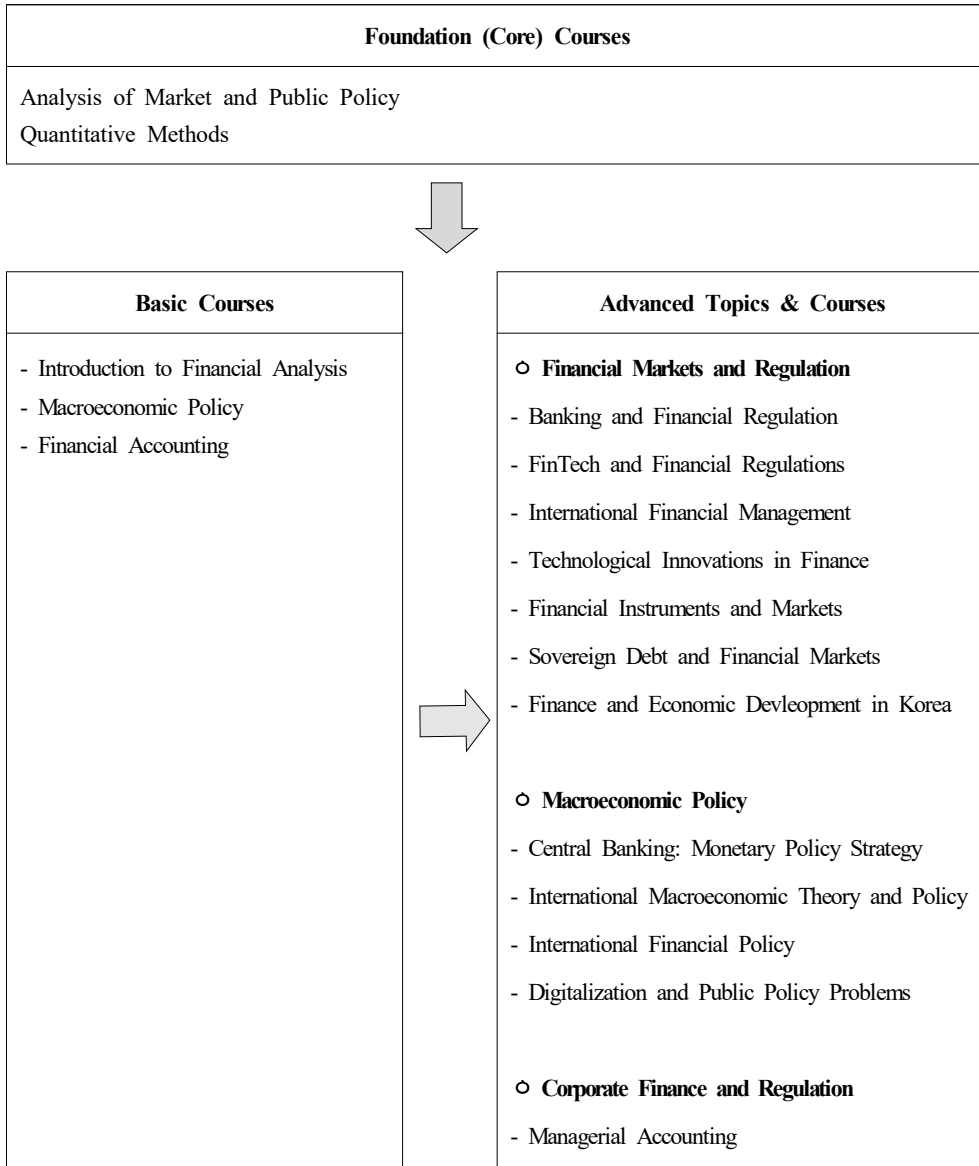 Foundation (Core) Courses
Analysis of Market and Public Policy
Quantitative Methods
Basic Courses
- Introduction to Financial Analysis
- Macroeconomic Policy
- Financial Accounting
Advanced Topics & Courses
Financial Markets and Regulation
- Banking and Financial Regulation
- FinTech and Financial Regulations
- International Financial Management
- Technological Innovations in Finance
- Financial Instruments and Markets
- Sovereign Debt and Financial Markets
- Finance and Economic Devleopment in Korea
Macroeconomic Policy
- Central Banking: Monetary Policy Strategy
- International Macroeconomic Theory and Policy
- International Financial Policy
- Digitalization and Public Policy Problems
Corporate Finance and Regulation
- Managerial Accounting